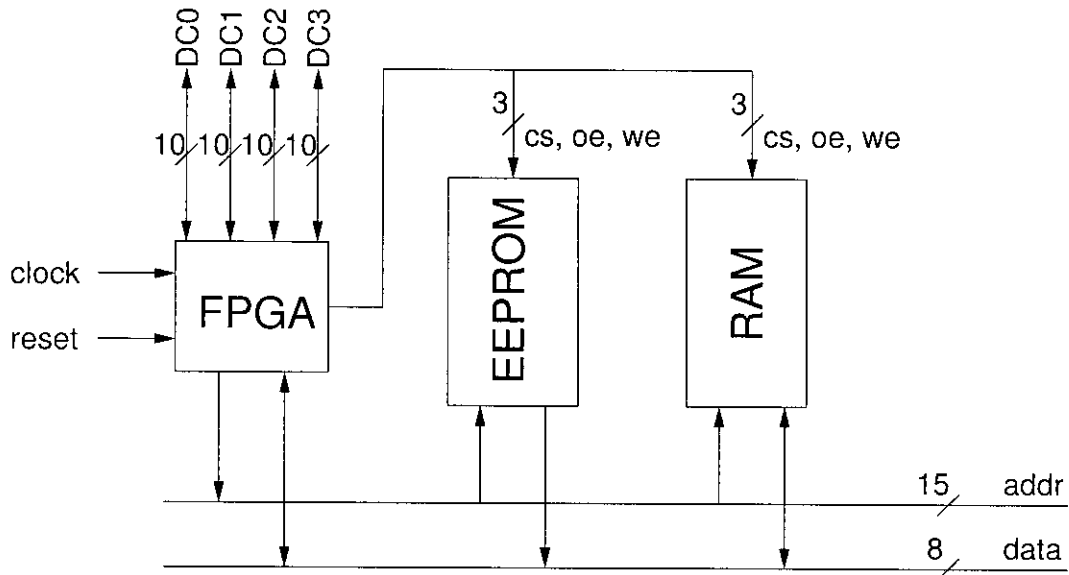 DC0
DC1
DC2
DC3
10 10 10 10
3
cs, oe, we
3
cs, oe, we
clock
reset
FPGA
EEPROM
RAM
15 addr
8 data